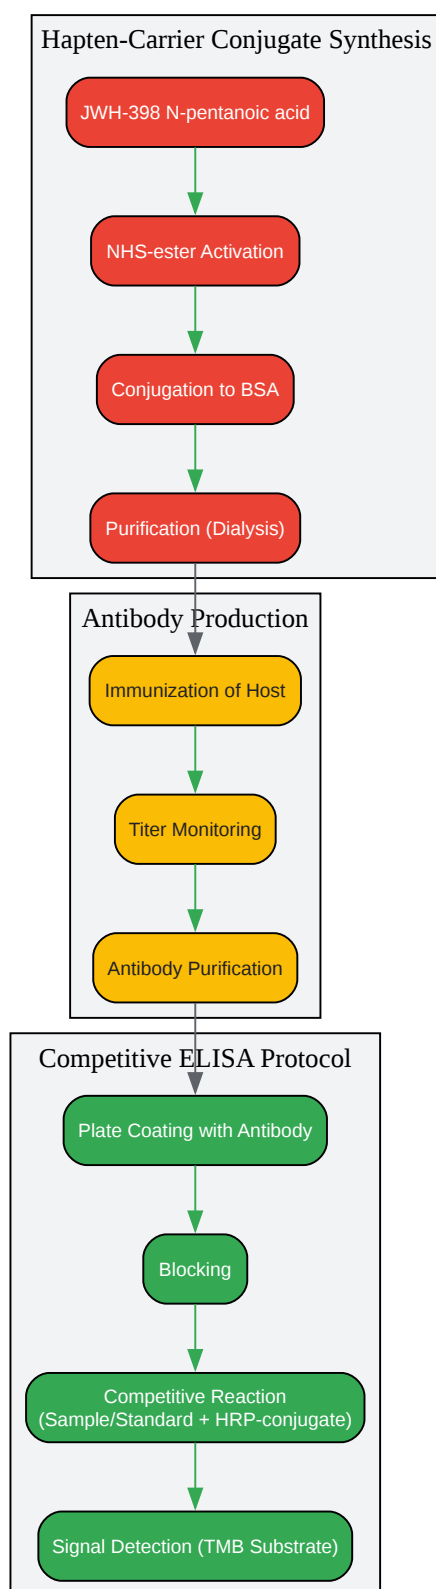 Hapten-Carrier Conjugate Synthesis
JWH-398 N-pentanoic acid
NHS-ester Activation
Conjugation to BSA
Purification (Dialysis)
Antibody Production
Immunization of Host
Titer Monitoring
Antibody Purification
Competitive ELISA Protocol
Plate Coating with Antibody
Blocking
Competitive Reaction
(Sample/Standard + HRP-conjugate)
Signal Detection (TMB Substrate)